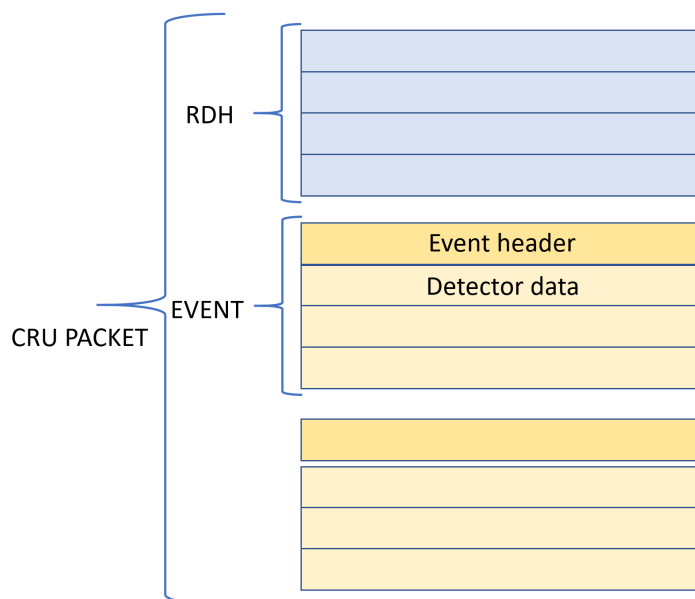 RDH
Event header
Detector data
EVENT
CRU PACKET